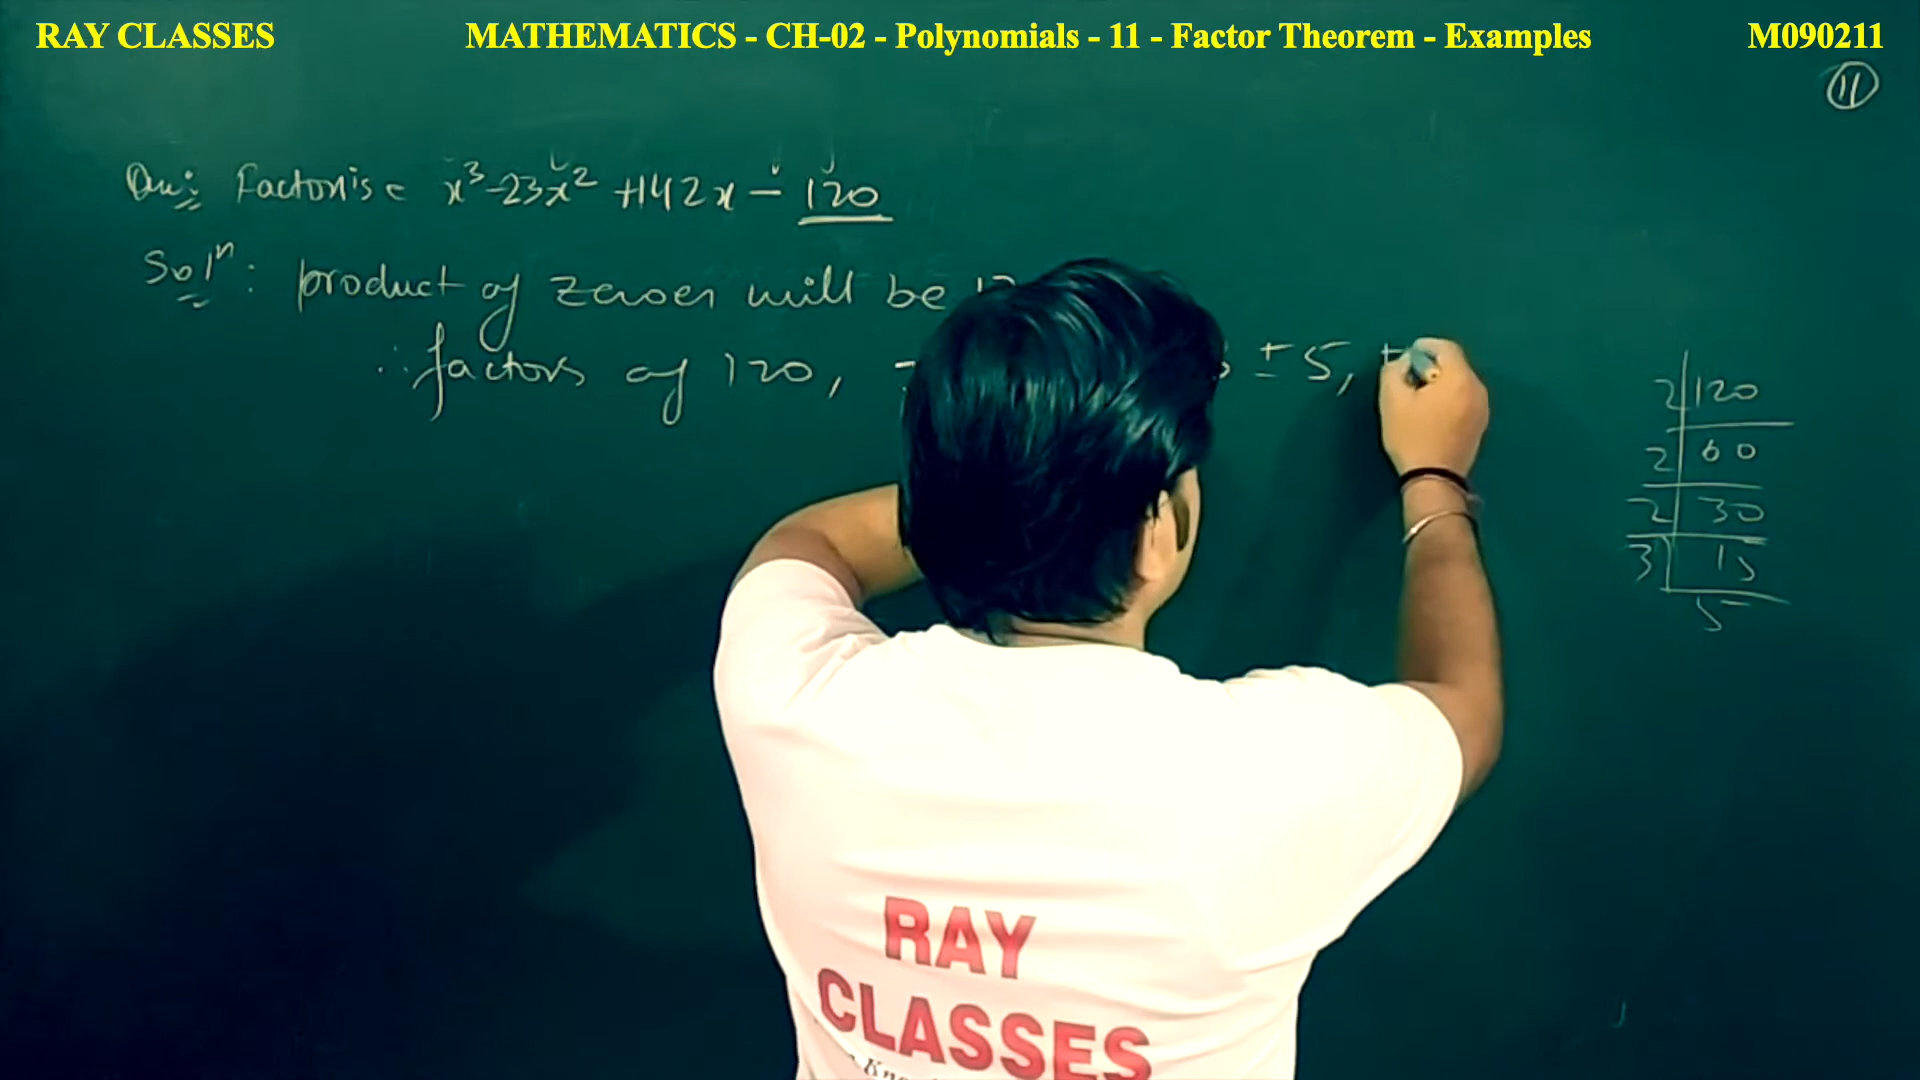 RAY CLASSES MATHEMATICS - CH-02 - Polynomials - 11 - Factor Theorem - Examples M090211
11
Qu: Factorise x³-23x² +142x - 120
Solⁿ: product of zeroes will be
∴ factors of 120, ± 5,
2 120
2 60
2 30
3 15
5
RAY
CLASSES